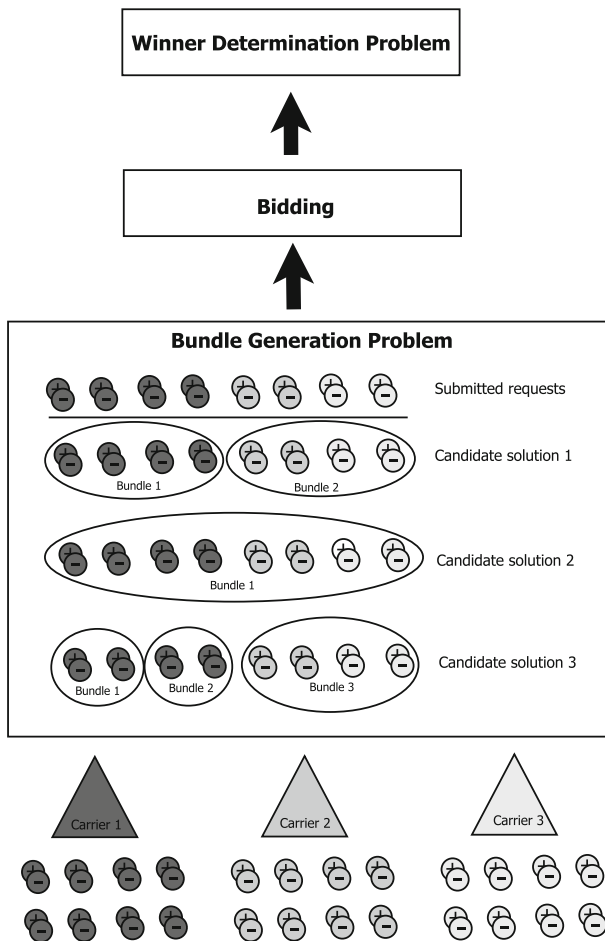 Winner Determination Problem
Bidding
Bundle Generation Problem
Submitted requests
Candidate solution 1
Bundle 1
Bundle 2
Candidate solution 2
Bundle 1
Candidate solution 3
Bundle 1
Bundle 2
Bundle 3
Carrier 1
Carrier 2
Carrier 3